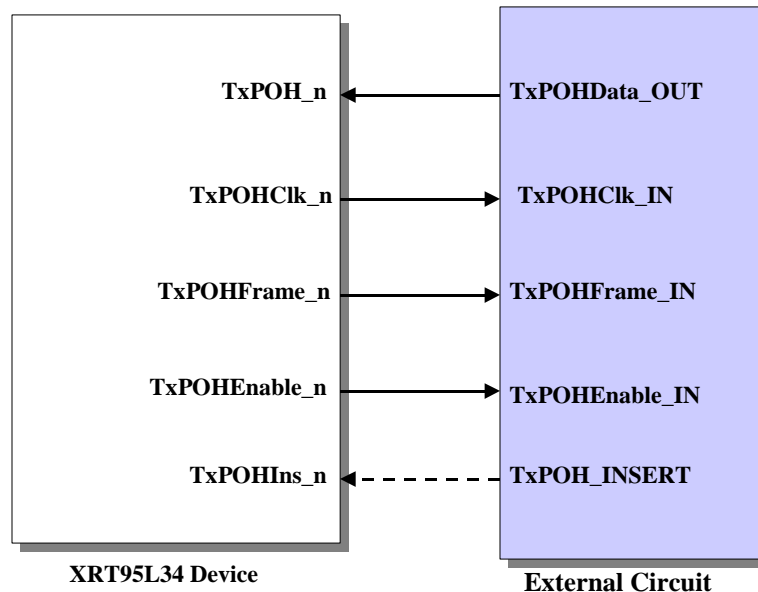 TxPOH_n TxPOHData_OUT
TxPOHClk_n TxPOHClk_IN
TxPOHFrame_n TxPOHFrame_IN
TxPOHEnable_n TxPOHEnable_IN
TxPOHIns_n TxPOH_INSERT
XRT95L34 Device
External Circuit